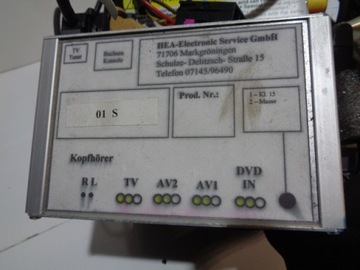 TV
Tuner
Buchsen
Konsole
HEA-Electronic Service GmbH
71706 Markgröningen
Schulze- Delitzsch- Straße 15
Telefon 07145/96490
01 S
Prod. Nr.:
1 – Kl. 15
2 – Masse
Kopfhörer
R L
TV
AV2
AV1
DVD
IN